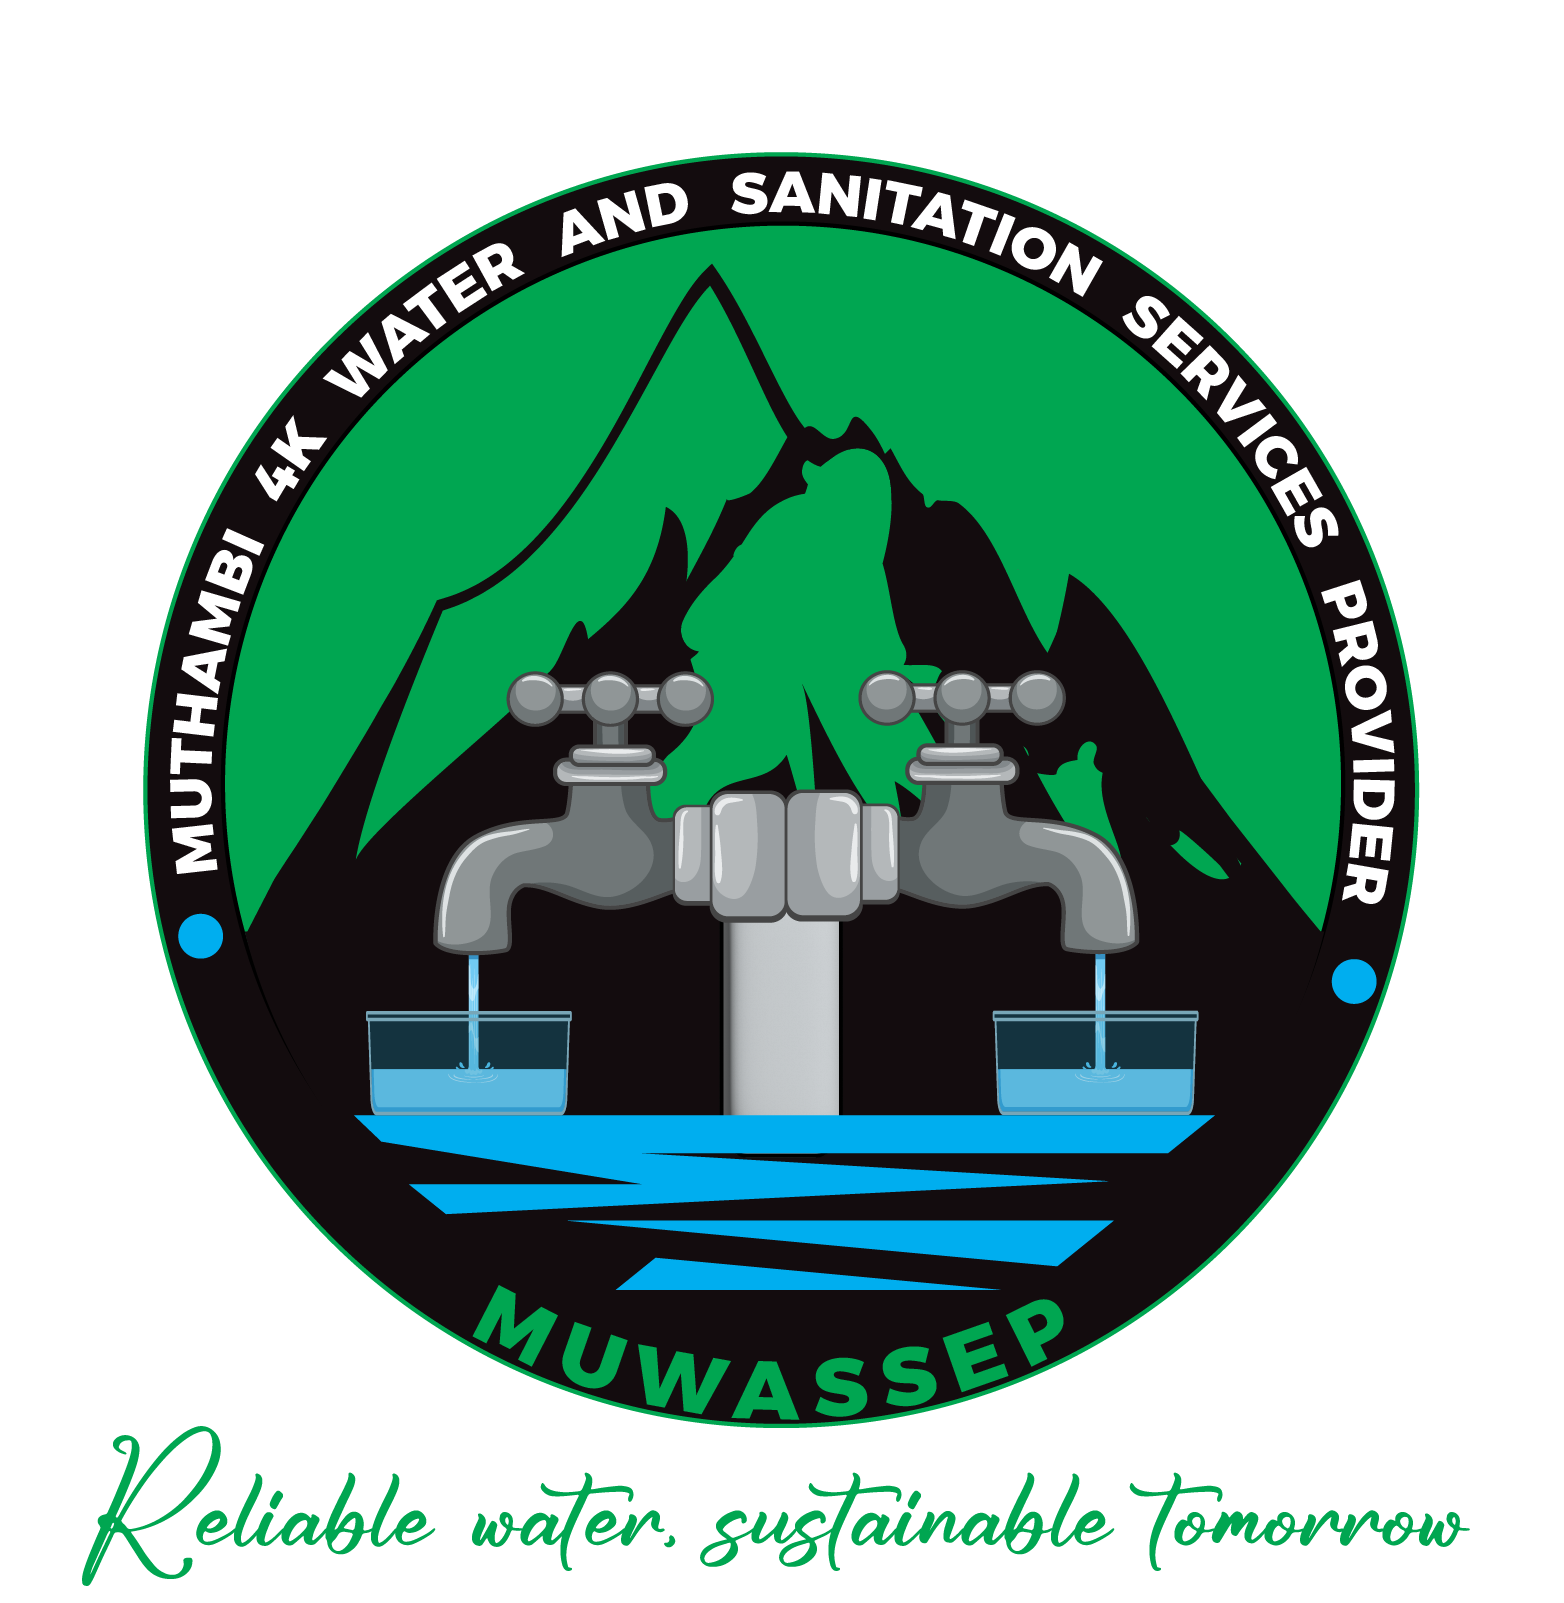 MUTHAMBI 4K WATER AND SANITATION SERVICES PROVIDER
MUWASSEP
Reliable water, sustainable tomorrow